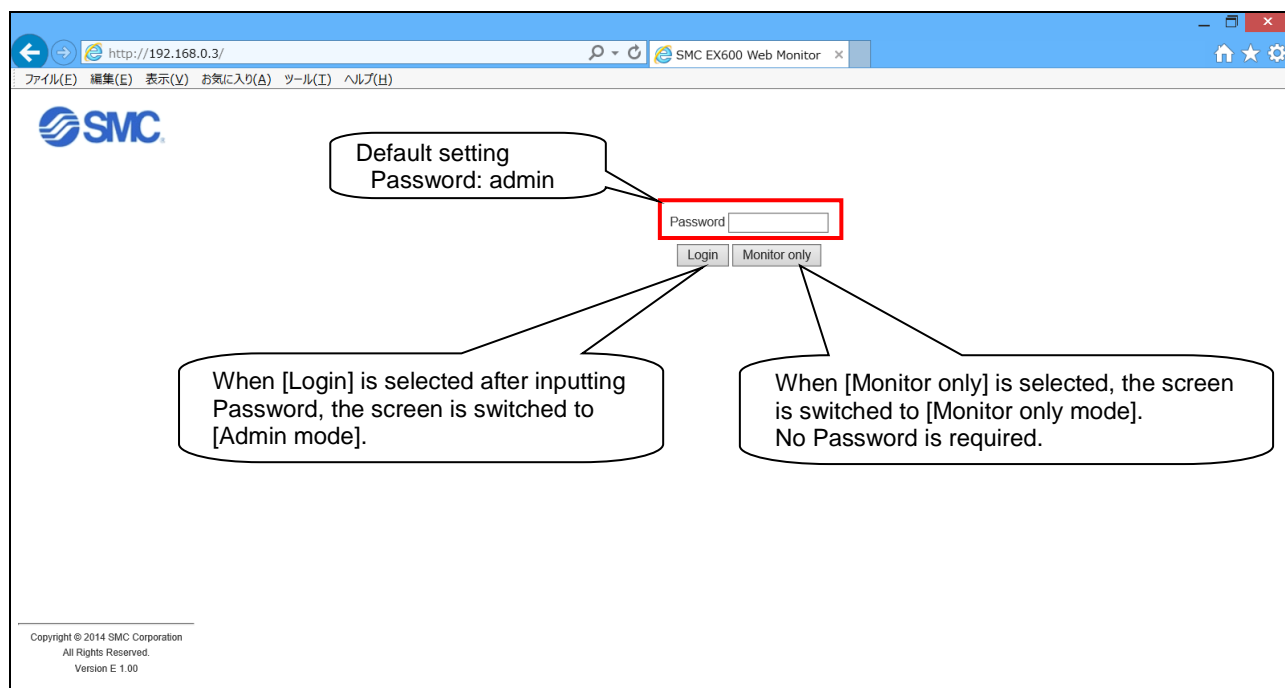 http://192.168.0.3/
SMC EX600 Web Monitor
ファイル(F) 編集(E) 表示(V) お気に入り(A) ツール(T) ヘルプ(H)
SMC
Default setting
Password: admin
Password
Login Monitor only
When [Login] is selected after inputting
Password, the screen is switched to
[Admin mode].
When [Monitor only] is selected, the screen
is switched to [Monitor only mode].
No Password is required.
Copyright © 2014 SMC Corporation
All Rights Reserved.
Version E 1.00